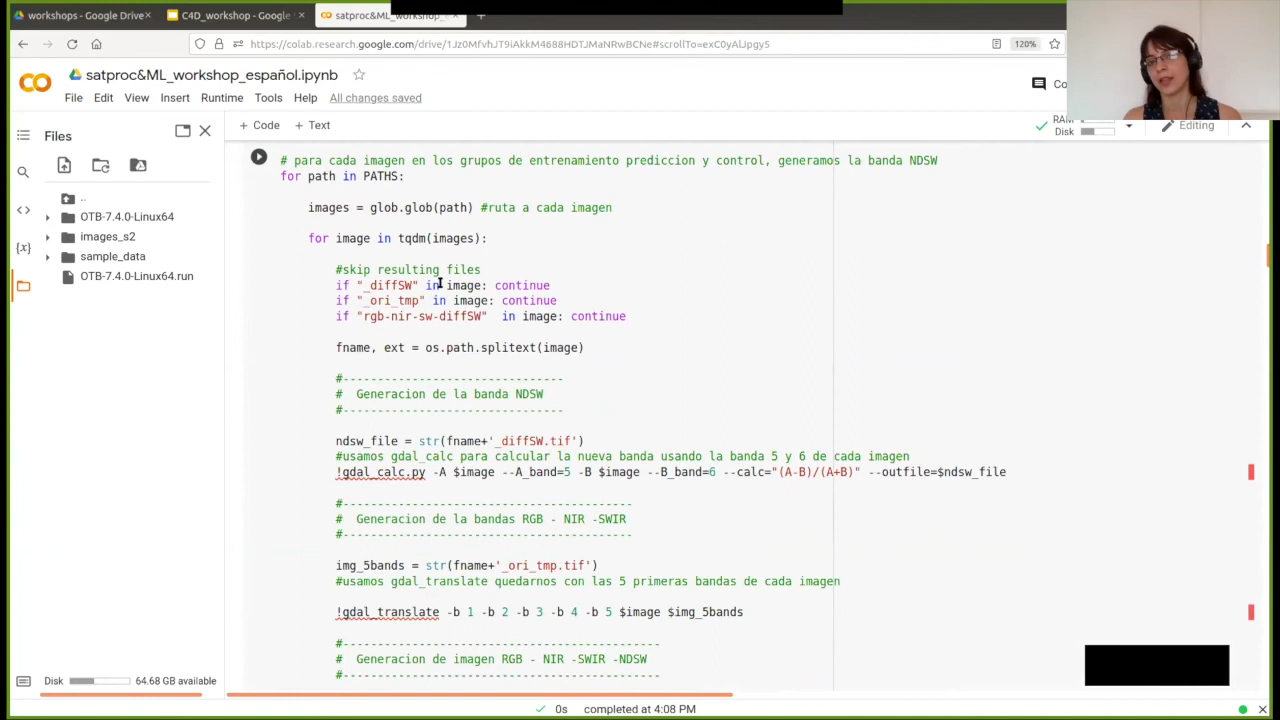 workshops - Google Drive
C4D_workshop - Google
satproc&ML_workshop_es
https://colab.research.google.com/drive/1Jz0MfvhJT9iAkkM4688HDTJMaNRwBCNe#scrollTo=exC0yAlJpgy5
120%
satproc&ML_workshop_español.ipynb
File Edit View Insert Runtime Tools Help All changes saved
Co
Files
+ Code + Text
RAM
Disk
Editing
..
OTB-7.4.0-Linux64
images_s2
sample_data
OTB-7.4.0-Linux64.run
# para cada imagen en los grupos de entrenamiento prediccion y control, generamos la banda NDSW
for path in PATHS:
images = glob.glob(path) #ruta a cada imagen
for image in tqdm(images):
#skip resulting files
if "_diffSW" in image: continue
if "_ori_tmp" in image: continue
if "rgb-nir-sw-diffSW" in image: continue
fname, ext = os.path.splitext(image)
#--------------------------------
# Generacion de la banda NDSW
#--------------------------------
ndsw_file = str(fname+'_diffSW.tif')
#usamos gdal_calc para calcular la nueva banda usando la banda 5 y 6 de cada imagen
!gdal_calc.py -A $image --A_band=5 -B $image --B_band=6 --calc="(A-B)/(A+B)" --outfile=$ndsw_file
#------------------------------------------
# Generacion de la bandas RGB - NIR -SWIR
#------------------------------------------
img_5bands = str(fname+'_ori_tmp.tif')
#usamos gdal_translate quedarnos con las 5 primeras bandas de cada imagen
!gdal_translate -b 1 -b 2 -b 3 -b 4 -b 5 $image $img_5bands
#----------------------------------------------
# Generacion de imagen RGB - NIR -SWIR -NDSW
#----------------------------------------------
Disk 64.68 GB available
0s completed at 4:08 PM